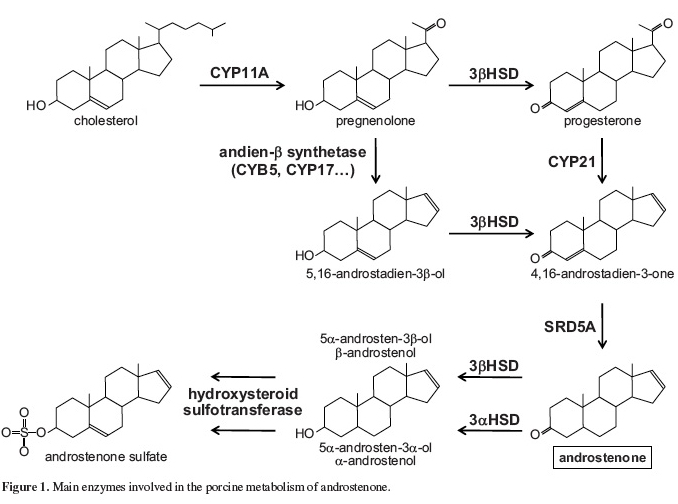 O
O
CYP11A
3βHSD
HO
HO
O
cholesterol
pregnenolone
progesterone
andien-β synthetase
(CYB5, CYP17...)
CYP21
3βHSD
HO
O
5,16-androstadien-3β-ol
4,16-androstadien-3-one
SRD5A
5α-androsten-3β-ol
β-androstenol
3βHSD
hydroxysteroid
sulfotransferase
3αHSD
O
O=S-O
O
HO
O
androstenone sulfate
5α-androsten-3α-ol
α-androstenol
androstenone
Figure 1. Main enzymes involved in the porcine metabolism of androstenone.